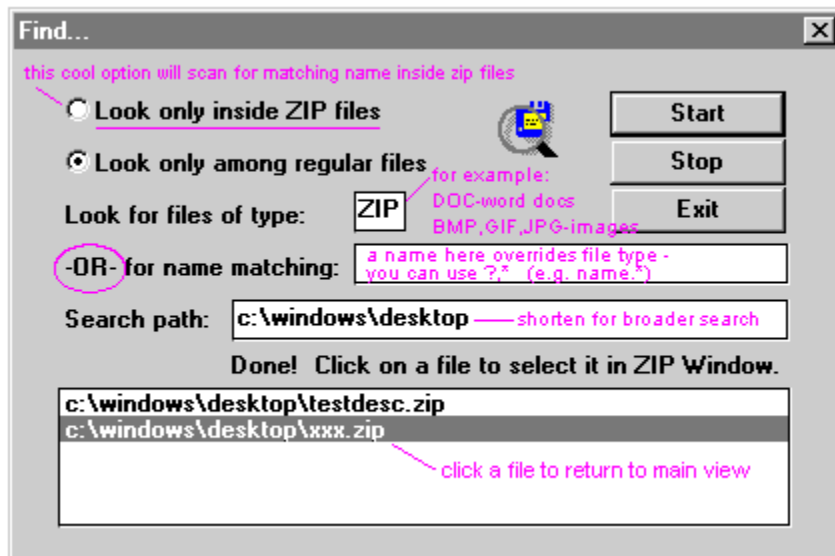 Find...
this cool option will scan for matching name inside zip files
Look only inside ZIP files
Start
Look only among regular files
Stop
for example:
DOC-word docs
BMP,GIF,JPG-images
Look for files of type:
ZIP
Exit
-OR- for name matching:
a name here overrides file type -
you can use ?,* (e.g. name.*)
Search path:
c:\windows\desktop
shorten for broader search
Done! Click on a file to select it in ZIP Window.
c:\windows\desktop\testdesc.zip
c:\windows\desktop\xxx.zip
click a file to return to main view